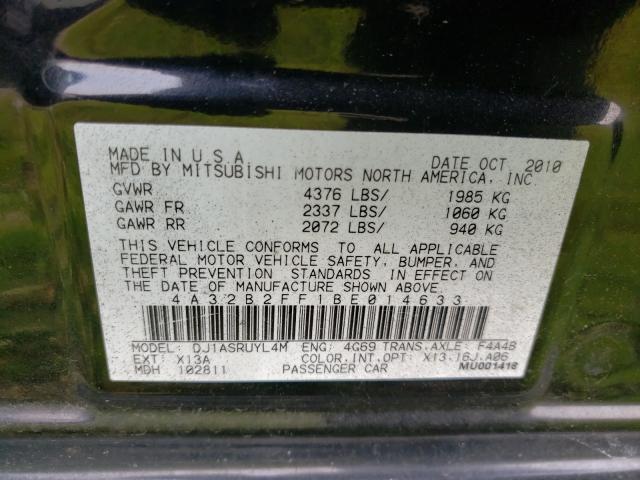 MADE IN U.S.A. DATE OCT 2010
MFD BY MITSUBISHI MOTORS NORTH AMERICA, INC.
GVWR 4376 LBS/ 1985 KG
GAWR FR 2337 LBS/ 1060 KG
GAWR RR 2072 LBS/ 940 KG
THIS VEHICLE CONFORMS TO ALL APPLICABLE
FEDERAL MOTOR VEHICLE SAFETY, BUMPER, AND
THEFT PREVENTION STANDARDS IN EFFECT ON
THE DATE OF MANUFACTURE SHOWN ABOVE.
4A32B2FF1BE014633
MODEL: DJ1ASRUYL4M ENG: 4G69 TRANS.AXLE: F4A4B
EXT: X13A COLOR,INT,OPT: X13,16J,A06
MDH 102811 PASSENGER CAR MU001418